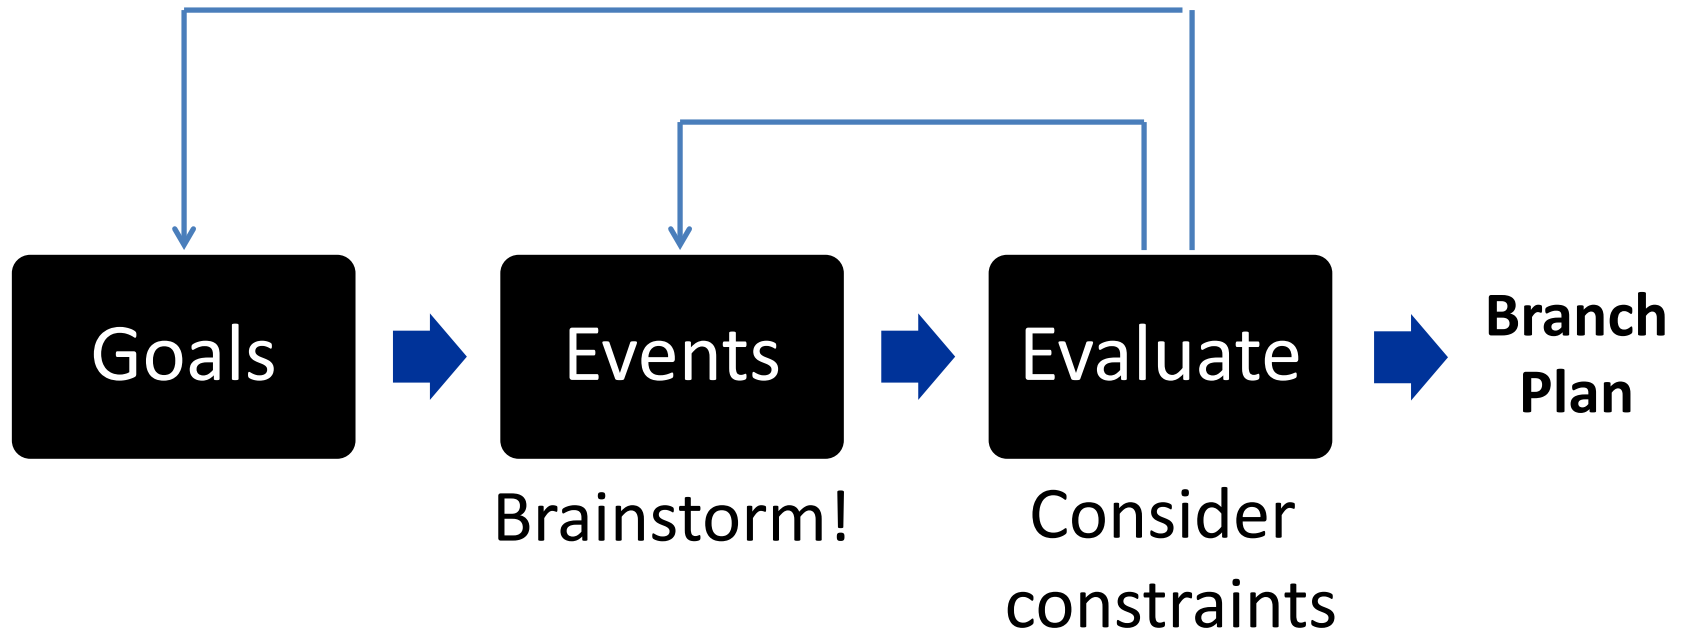 Goals
Events
Evaluate
Branch
Plan
Brainstorm!
Consider
constraints